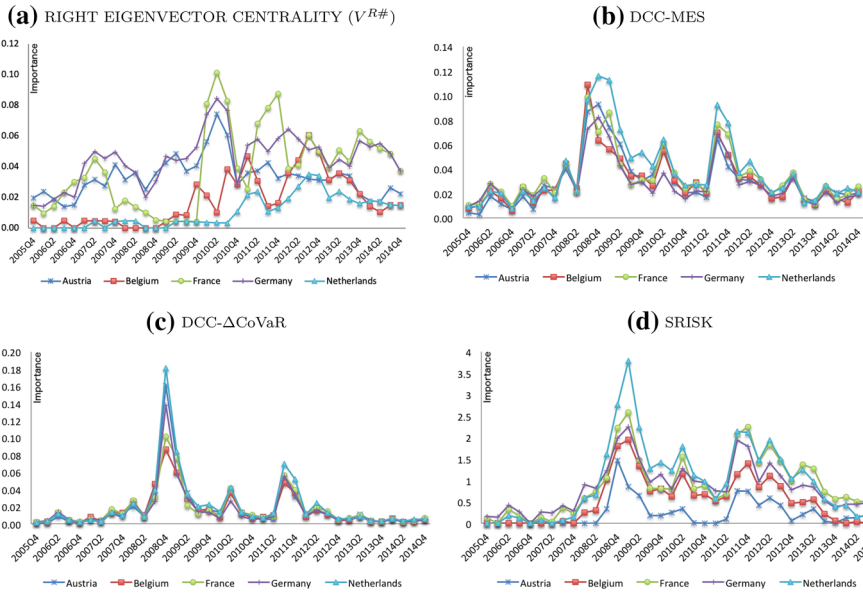 (a) RIGHT EIGENVECTOR CENTRALITY (V^{R#})
Importance
0.12
0.10
0.08
0.06
0.04
0.02
0.00
2005Q4 2006Q2 2006Q4 2007Q2 2007Q4 2008Q2 2008Q4 2009Q2 2009Q4 2010Q2 2010Q4 2011Q2 2011Q4 2012Q2 2012Q4 2013Q2 2013Q4 2014Q2 2014Q4
Austria Belgium France Germany Netherlands
(b) DCC-MES
importance
0.14
0.12
0.10
0.08
0.06
0.04
0.02
0.00
2005Q4 2006Q2 2006Q4 2007Q2 2007Q4 2008Q2 2008Q4 2009Q2 2009Q4 2010Q2 2010Q4 2011Q2 2011Q4 2012Q2 2012Q4 2013Q2 2013Q4 2014Q2 2014Q4
Austria Belgium France Germany Netherlands
(c) DCC-ΔCoVaR
Importance
0.20
0.18
0.16
0.14
0.12
0.10
0.08
0.06
0.04
0.02
0.00
2005Q4 2006Q2 2006Q4 2007Q2 2007Q4 2008Q2 2008Q4 2009Q2 2009Q4 2010Q2 2010Q4 2011Q2 2011Q4 2012Q2 2012Q4 2013Q2 2013Q4 2014Q2 2014Q4
Austria Belgium France Germany Netherlands
(d) SRISK
Importance
4
3.5
3
2.5
2
1.5
1
0.5
0
2005Q4 2006Q2 2006Q4 2007Q2 2007Q4 2008Q2 2008Q4 2009Q2 2009Q4 2010Q2 2010Q4 2011Q2 2011Q4 2012Q2 2012Q4 2013Q2 2013Q4 2014Q2
Austria Belgium France Germany Netherlands